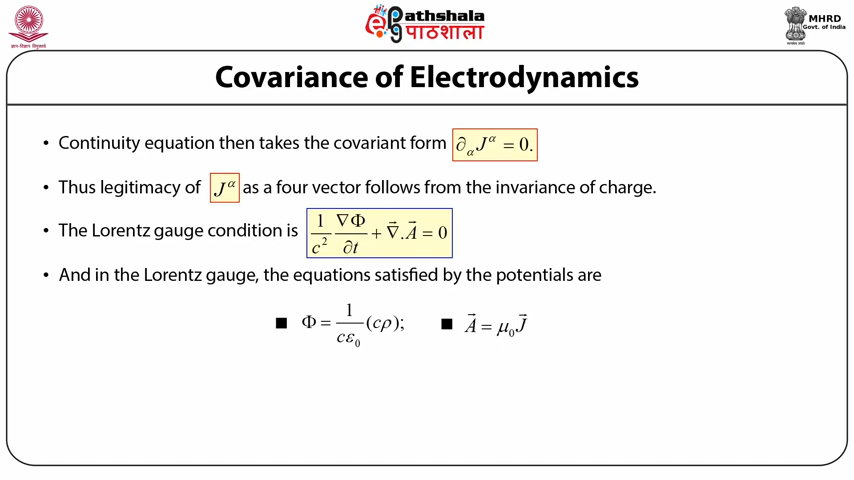 ePathshala
पाठशाला
MHRD
Govt. of India
Covariance of Electrodynamics
• Continuity equation then takes the covariant form ∂_α J^α = 0.
• Thus legitimacy of J^α as a four vector follows from the invariance of charge.
• The Lorentz gauge condition is 1/c² ∇Φ/∂t + ∇⃗.A⃗ = 0
• And in the Lorentz gauge, the equations satisfied by the potentials are
■ Φ = 1/(cε₀) (cρ); ■ A⃗ = μ₀J⃗